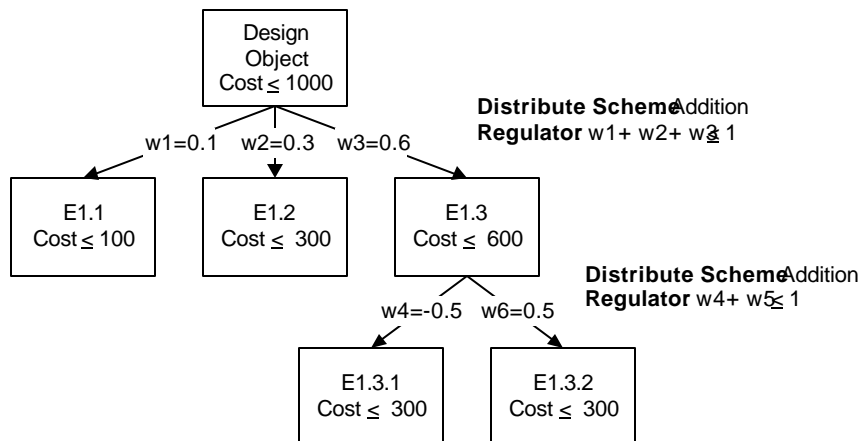 Design
Object
Cost ≤ 1000
Distribute Scheme Addition
Regulator w1+ w2+ w3≤ 1
w1=0.1 w2=0.3 w3=0.6
E1.1
Cost ≤ 100
E1.2
Cost ≤ 300
E1.3
Cost ≤ 600
Distribute Scheme Addition
Regulator w4+ w5≤ 1
w4=-0.5 w6=0.5
E1.3.1
Cost ≤ 300
E1.3.2
Cost ≤ 300